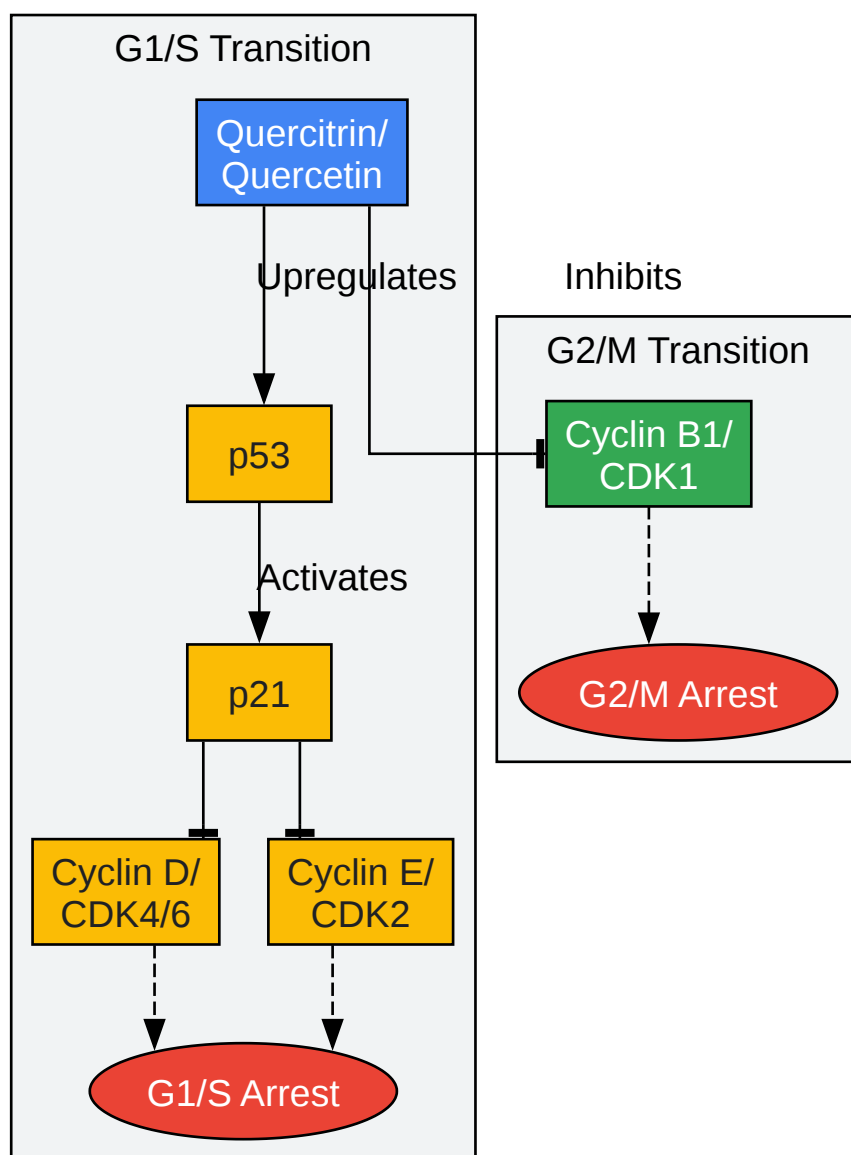 G1/S Transition
Quercitrin/
Quercetin
Upregulates
Inhibits
G2/M Transition
p53
Cyclin B1/
CDK1
Activates
p21
G2/M Arrest
Cyclin D/
CDK4/6
Cyclin E/
CDK2
G1/S Arrest